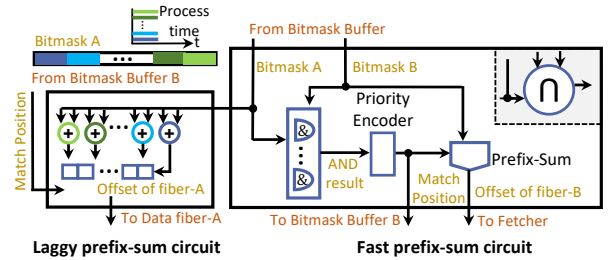 Process
Bitmask A
time
t
From Bitmask Buffer
From Bitmask Buffer B
Bitmask A
Bitmask B
Match Position
Priority
Encoder
+ + ... + +
&
&
∩
AND
result
Prefix-Sum
Match
Position
Offset of fiber-A
Offset of fiber-B
To Data fiber-A
To Bitmask Buffer B
To Fetcher
Laggy prefix-sum circuit
Fast prefix-sum circuit